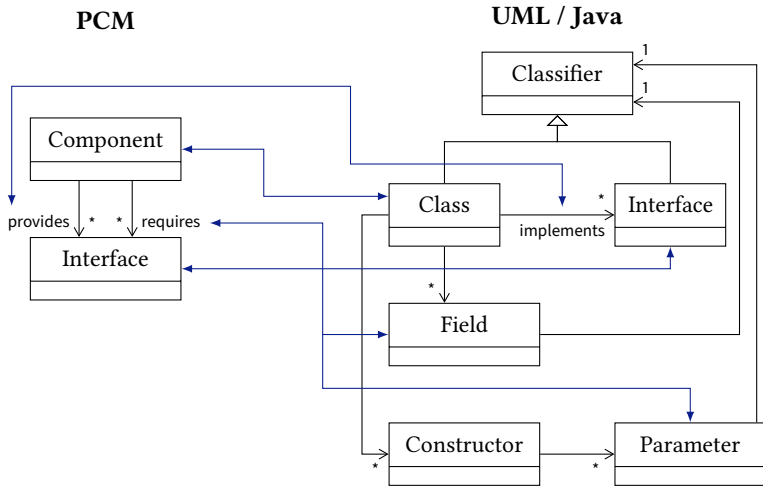 PCM
UML / Java
Classifier
1
1
Component
provides
*
*
requires
Interface
Class
*
implements
Interface
*
Field
Constructor
*
*
Parameter